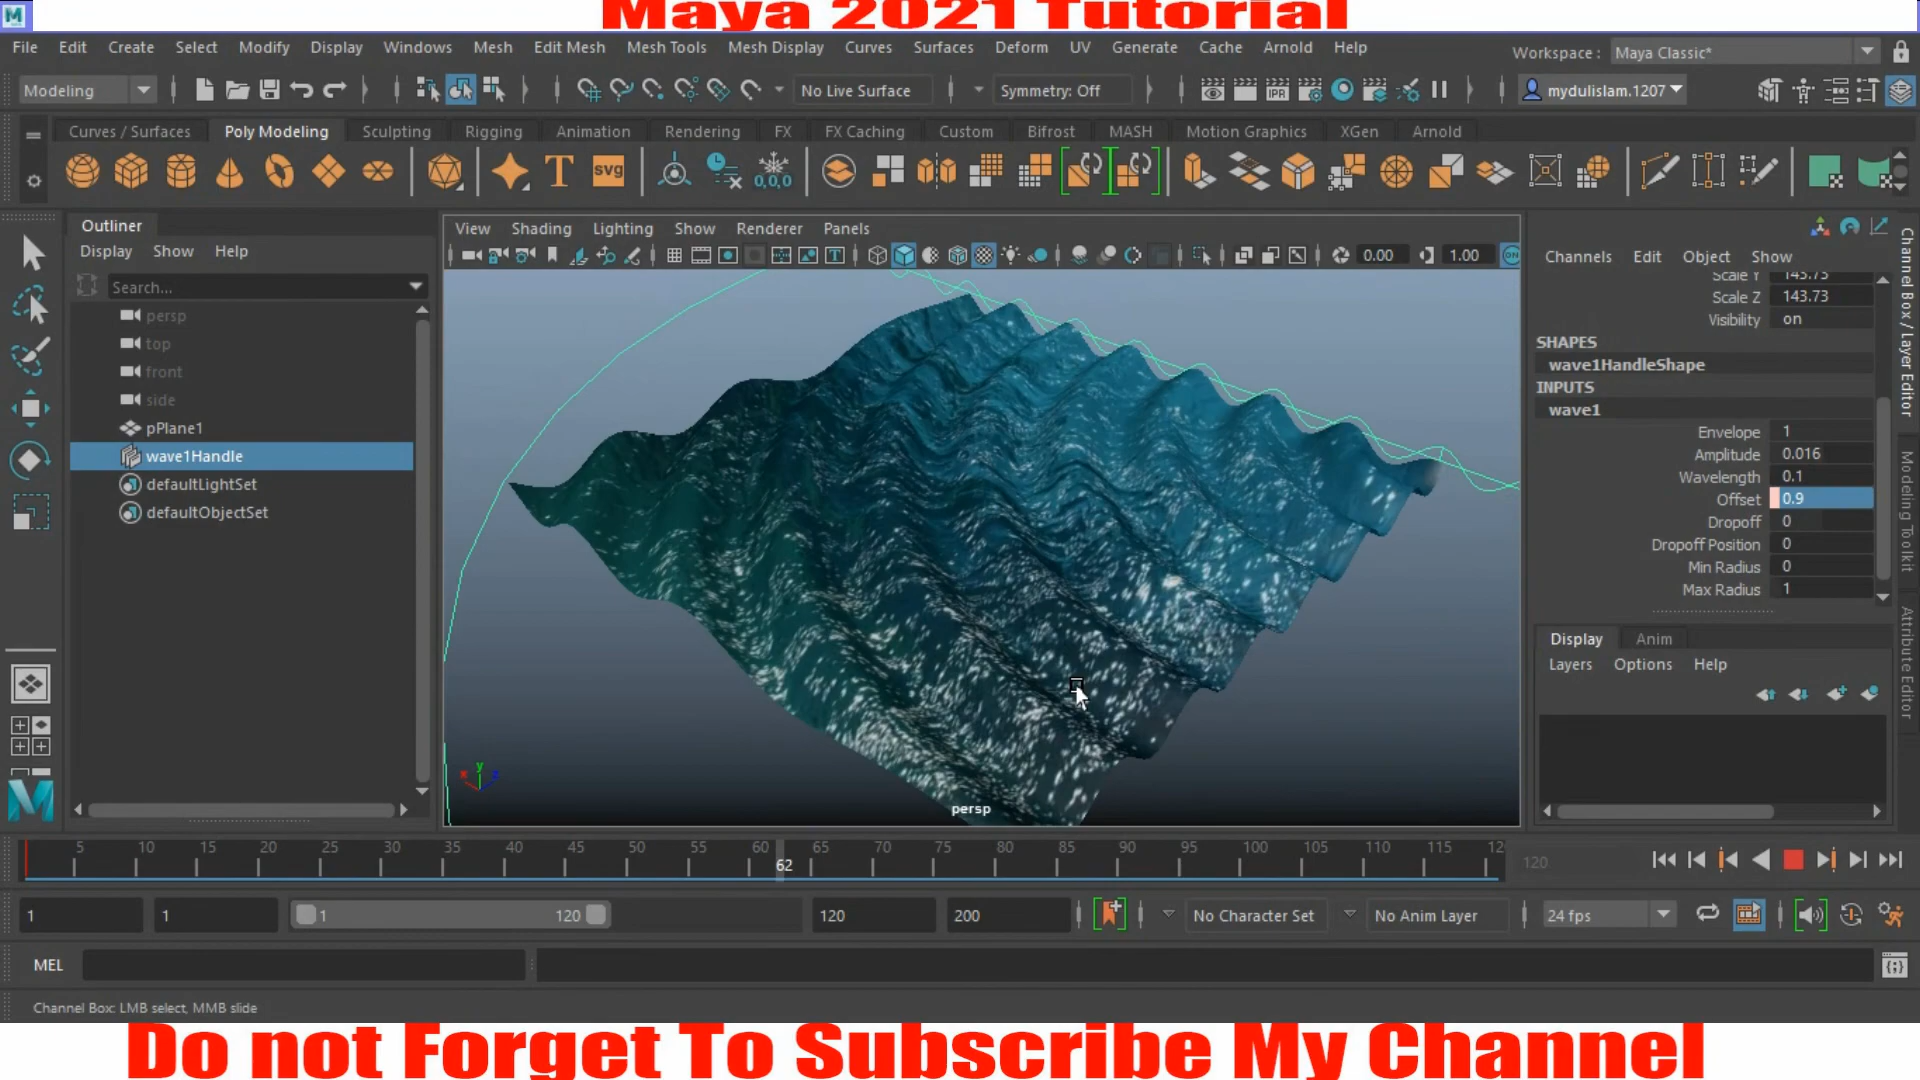 Maya 2021 Tutorial
File Edit Create Select Modify Display Windows Mesh Edit Mesh Mesh Tools Mesh Display Curves Surfaces Deform UV Generate Cache Arnold Help
Workspace : Maya Classic*
Modeling
No Live Surface
Symmetry: Off
mydulislam.1207
Curves / Surfaces Poly Modeling Sculpting Rigging Animation Rendering FX FX Caching Custom Bifrost MASH Motion Graphics XGen Arnold
T svg 0,0,0
IPR
Outliner
Display Show Help
Search...
persp
top
front
side
pPlane1
wave1Handle
defaultLightSet
defaultObjectSet
View Shading Lighting Show Renderer Panels
0.00 1.00
persp
x y z
Channels Edit Object Show
Scale Y 143.73
Scale Z 143.73
Visibility on
SHAPES
wave1HandleShape
INPUTS
wave1
Envelope 1
Amplitude 0.016
Wavelength 0.1
Offset 0.9
Dropoff 0
Dropoff Position 0
Min Radius 0
Max Radius 1
Display Anim
Layers Options Help
Channel Box / Layer Editor
Modeling Toolkit
Attribute Editor
5 10 15 20 25 30 35 40 45 50 55 60 65 70 75 80 85 90 95 100 105 110 115 12
62
120
1 1 1 120 120 200
No Character Set No Anim Layer 24 fps
MEL
Channel Box: LMB select, MMB slide
Do not Forget To Subscribe My Channel